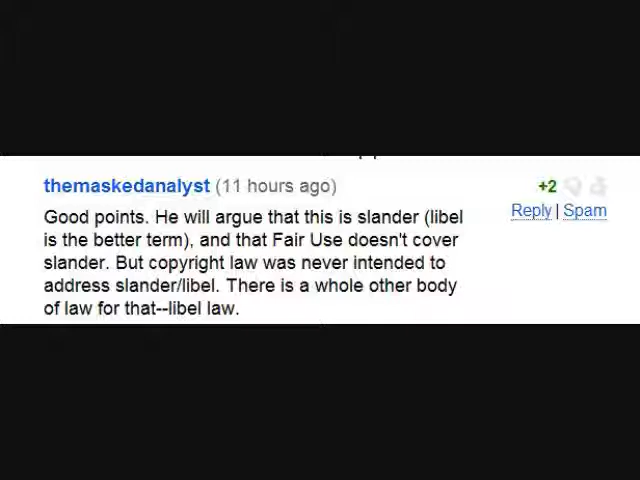 themaskedanalyst (11 hours ago)
+2
Reply | Spam
Good points. He will argue that this is slander (libel
is the better term), and that Fair Use doesn't cover
slander. But copyright law was never intended to
address slander/libel. There is a whole other body
of law for that--libel law.